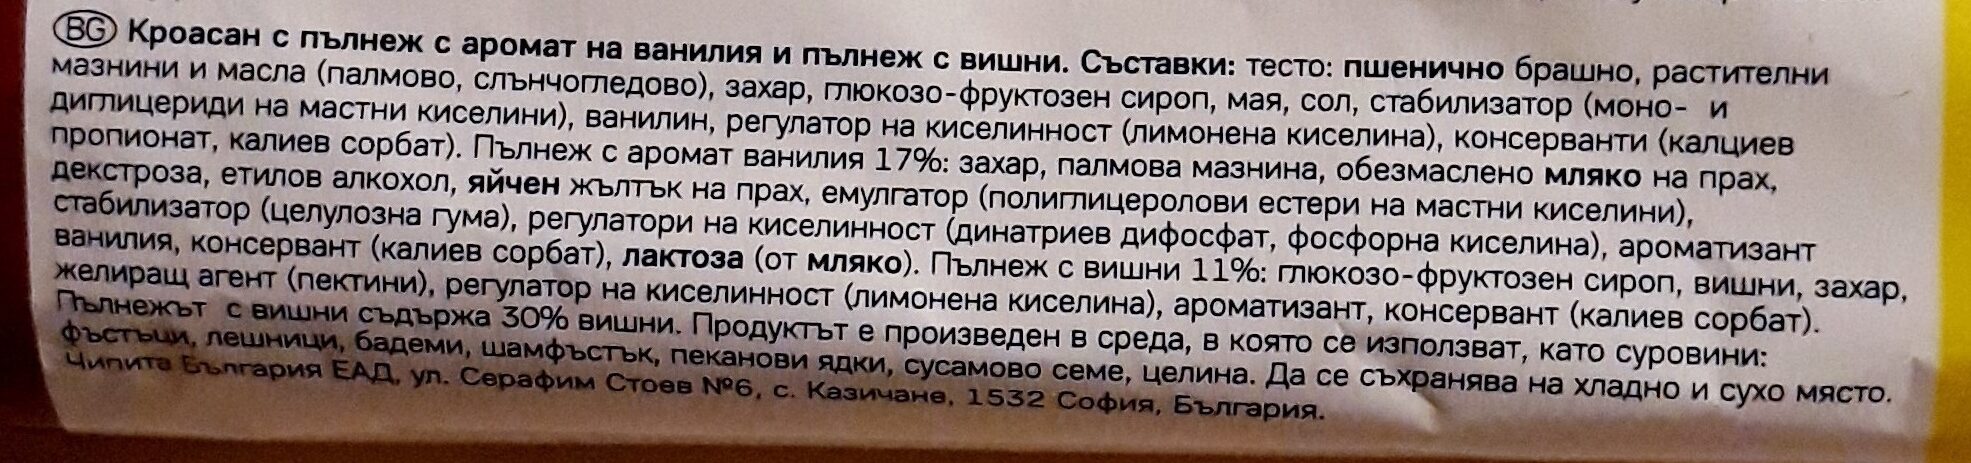 BG Кроасан с пълнеж с аромат на ванилия и пълнеж с вишни. Съставки: тесто: пшенично брашно, растителни
мазнини и масла (палмово, слънчогледово), захар, глюкозо-фруктозен сироп, мая, сол, стабилизатор (моно- и
диглицериди на мастни киселини), ванилин, регулатор на киселинност (лимонена киселина), консерванти (калциев
пропионат, калиев сорбат). Пълнеж с аромат ванилия 17%: захар, палмова мазнина, обезмаслено мляко на прах,
декстроза, етилов алкохол, яйчен жълтък на прах, емулгатор (полиглицеролови естери на мастни киселини),
стабилизатор (целулозна гума), регулатори на киселинност (динатриев дифосфат, фосфорна киселина), ароматизант
ванилия, консервант (калиев сорбат), лактоза (от мляко). Пълнеж с вишни 11%: глюкозо-фруктозен сироп, вишни, захар,
желиращ агент (пектини), регулатор на киселинност (лимонена киселина), ароматизант, консервант (калиев сорбат).
Пълнежът с вишни съдържа 30% вишни. Продуктът е произведен в среда, в която се използват, като суровини:
фъстъци, лешници, бадеми, шамфъстък, пеканови ядки, сусамово семе, целина. Да се съхранява на хладно и сухо място.
Чипита България ЕАД, ул. Серафим Стоев №6, с. Казичане, 1532 София, България.